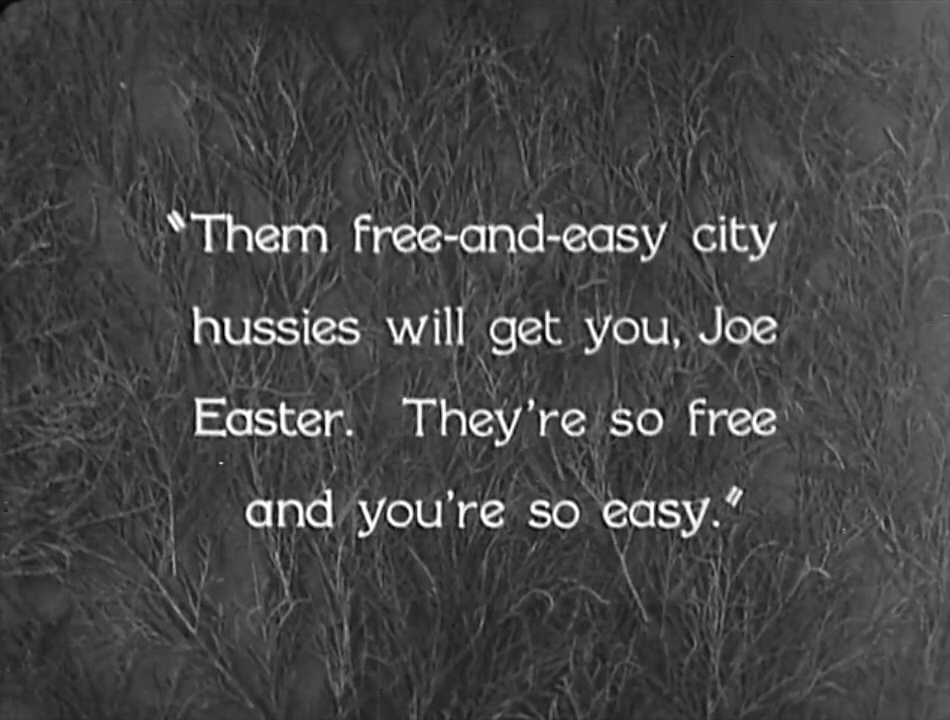 "Them free-and-easy city
hussies will get you, Joe
Easter. They're so free
and you're so easy."